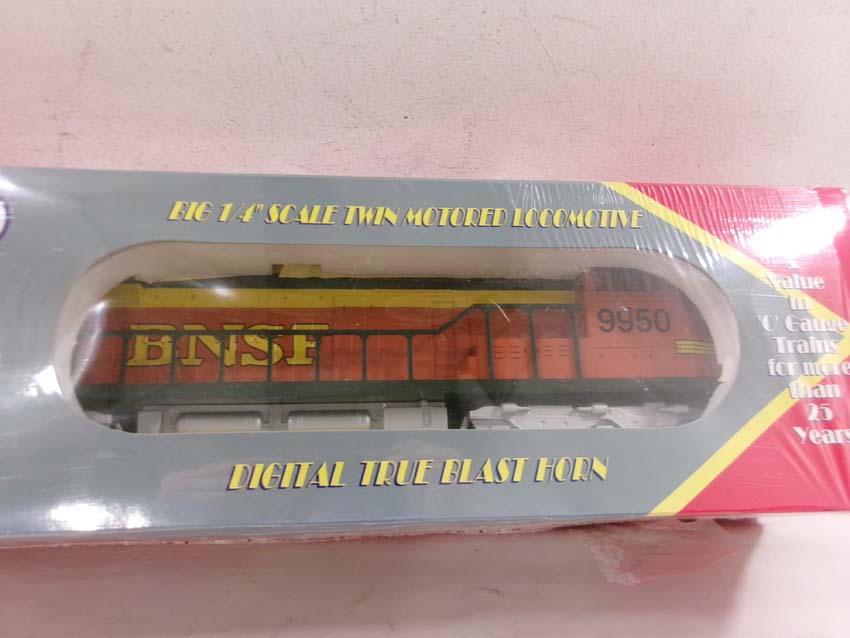 BIG 1/4" SCALE TWIN MOTORED LOCOMOTIVE
BNSF
9950
DIGITAL TRUE BLAST HORN
Value
in
'O' Gauge
Trains
for more
than
25
Years